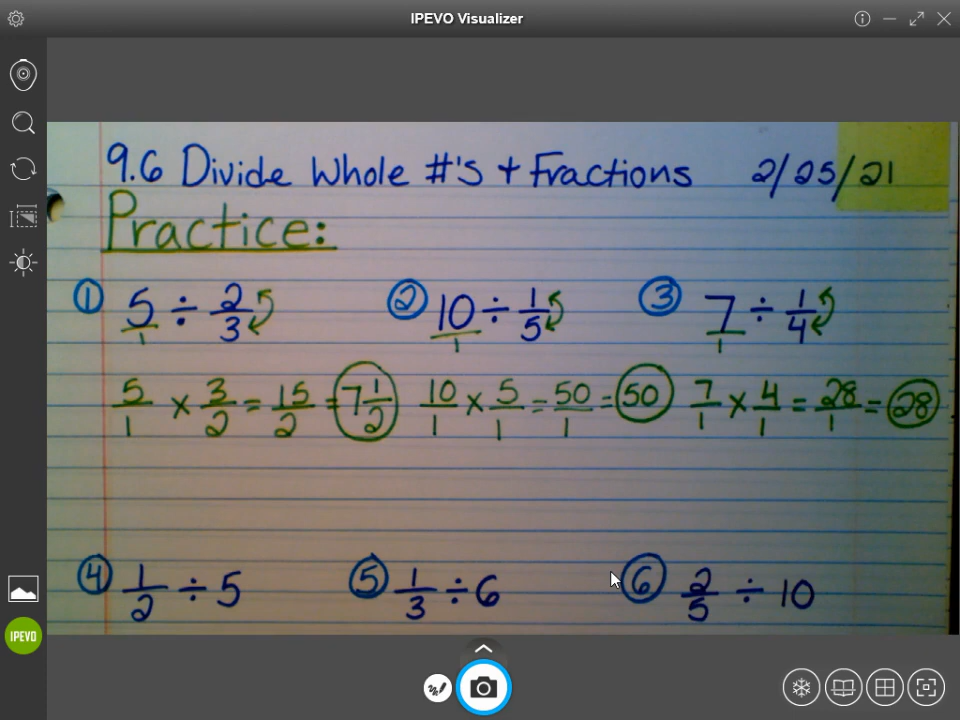 IPEVO Visualizer
9.6 Divide Whole #'s + Fractions 2/25/21
Practice:
① 5/1 ÷ 2/3 ② 10/1 ÷ 1/5 ③ 7/1 ÷ 1/4
5/1 × 3/2 = 15/2 = 7 1/2 10/1 × 5/1 = 50/1 = 50 7/1 × 4/1 = 28/1 = 28
④ 1/2 ÷ 5 ⑤ 1/3 ÷ 6 ⑥ 2/5 ÷ 10
IPEVO